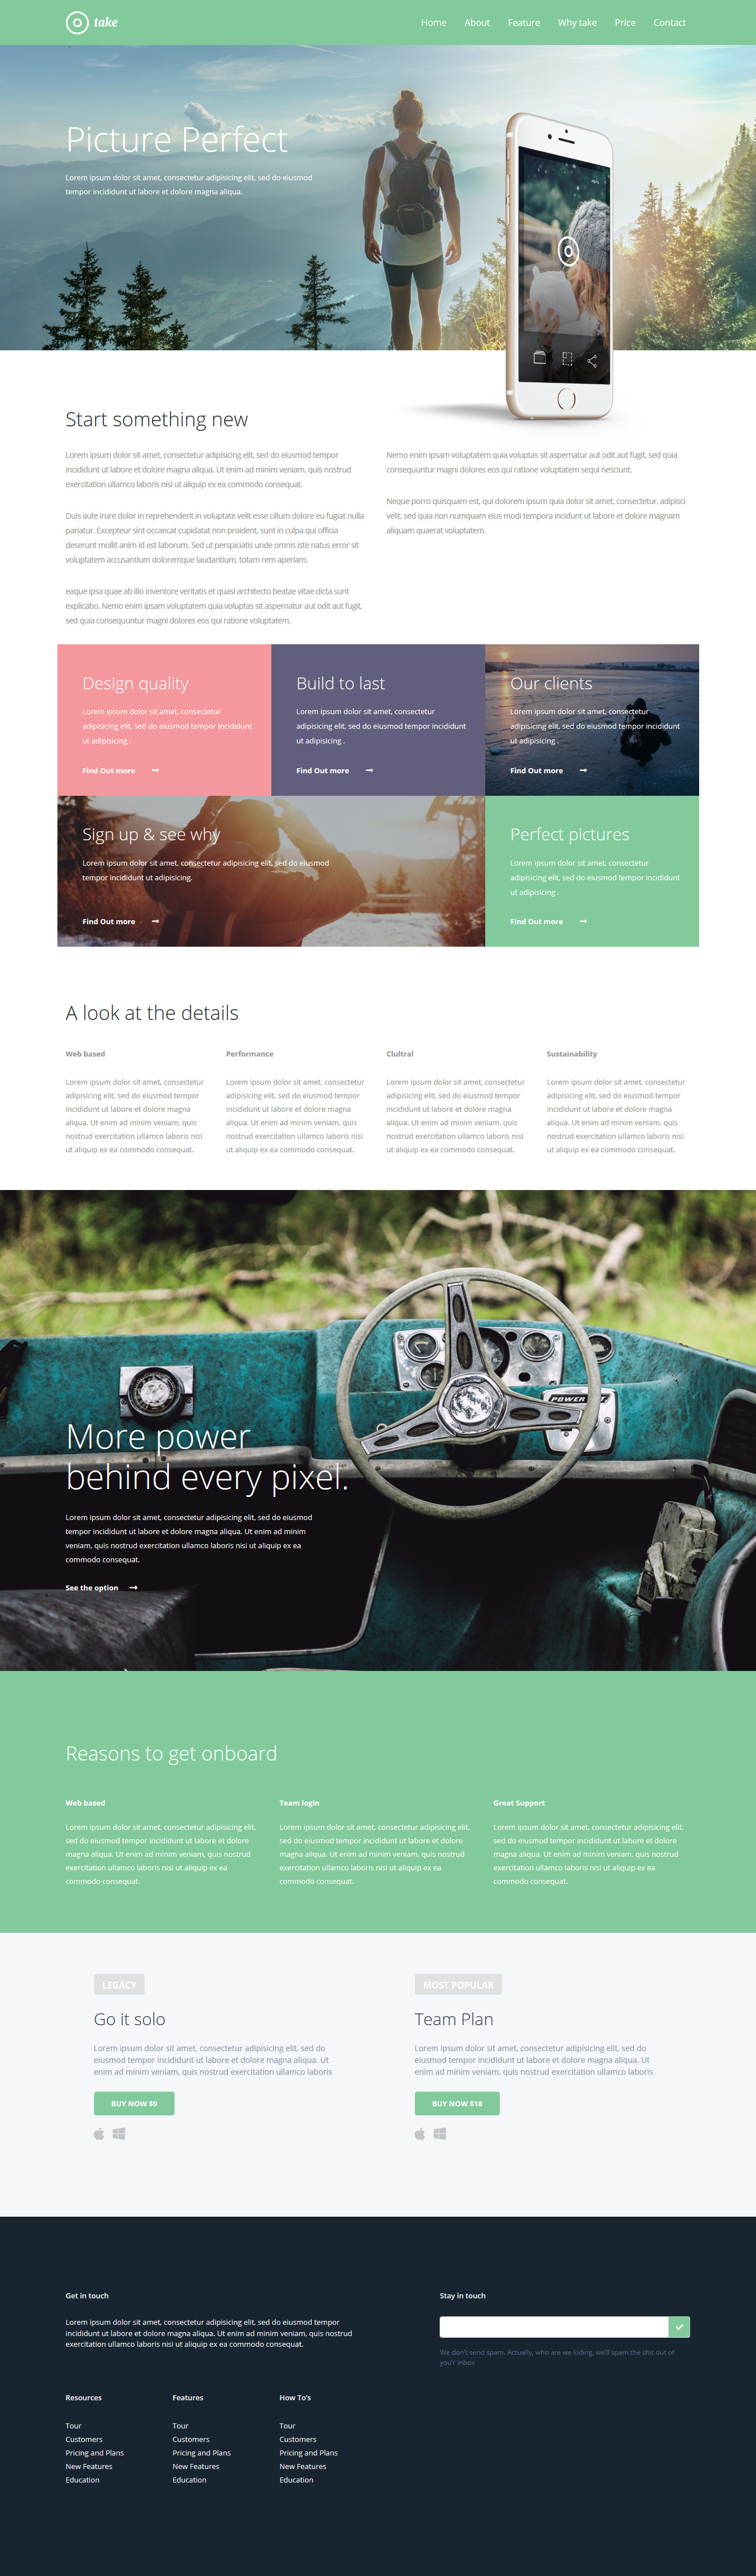 take
Home About Feature Why take Price Contact
Picture Perfect
Lorem ipsum dolor sit amet, consectetur adipisicing elit, sed do eiusmod
tempor incididunt ut labore et dolore magna aliqua.
Start something new
Lorem ipsum dolor sit amet, consectetur adipisicing elit, sed do eiusmod tempor
incididunt ut labore et dolore magna aliqua. Ut enim ad minim veniam, quis nostrud
exercitation ullamco laboris nisi ut aliquip ex ea commodo consequat.
Duis aute irure dolor in reprehenderit in voluptate velit esse cillum dolore eu fugiat nulla
pariatur. Excepteur sint occaecat cupidatat non proident, sunt in culpa qui officia
deserunt mollit anim id est laborum. Sed ut perspiciatis unde omnis iste natus error sit
voluptatem accusantium doloremque laudantium, totam rem aperiam.
eaque ipsa quae ab illo inventore veritatis et quasi architecto beatae vitae dicta sunt
explicabo. Nemo enim ipsam voluptatem quia voluptas sit aspernatur aut odit aut fugit,
sed quia consequuntur magni dolores eos qui ratione voluptatem.
Nemo enim ipsam voluptatem quia voluptas sit aspernatur aut odit aut fugit, sed quia
consequuntur magni dolores eos qui ratione voluptatem sequi nesciunt.
Neque porro quisquam est, qui dolorem ipsum quia dolor sit amet, consectetur, adipisci
velit, sed quia non numquam eius modi tempora incidunt ut labore et dolore magnam
aliquam quaerat voluptatem.
Design quality
Lorem ipsum dolor sit amet, consectetur
adipisicing elit, sed do eiusmod tempor incididunt
ut adipisicing .
Find Out more
Build to last
Lorem ipsum dolor sit amet, consectetur
adipisicing elit, sed do eiusmod tempor incididunt
ut adipisicing .
Find Out more
Our clients
Lorem ipsum dolor sit amet, consectetur
adipisicing elit, sed do eiusmod tempor incididunt
ut adipisicing .
Find Out more
Sign up & see why
Lorem ipsum dolor sit amet, consectetur adipisicing elit, sed do eiusmod
tempor incididunt ut adipisicing.
Find Out more
Perfect pictures
Lorem ipsum dolor sit amet, consectetur
adipisicing elit, sed do eiusmod tempor incididunt
ut adipisicing .
Find Out more
A look at the details
Web based
Lorem ipsum dolor sit amet, consectetur
adipisicing elit, sed do eiusmod tempor
incididunt ut labore et dolore magna
aliqua. Ut enim ad minim veniam, quis
nostrud exercitation ullamco laboris nisi
ut aliquip ex ea commodo consequat.
Performance
Lorem ipsum dolor sit amet, consectetur
adipisicing elit, sed do eiusmod tempor
incididunt ut labore et dolore magna
aliqua. Ut enim ad minim veniam, quis
nostrud exercitation ullamco laboris nisi
ut aliquip ex ea commodo consequat.
Clultral
Lorem ipsum dolor sit amet, consectetur
adipisicing elit, sed do eiusmod tempor
incididunt ut labore et dolore magna
aliqua. Ut enim ad minim veniam, quis
nostrud exercitation ullamco laboris nisi
ut aliquip ex ea commodo consequat.
Sustainability
Lorem ipsum dolor sit amet, consectetur
adipisicing elit, sed do eiusmod tempor
incididunt ut labore et dolore magna
aliqua. Ut enim ad minim veniam, quis
nostrud exercitation ullamco laboris nisi
ut aliquip ex ea commodo consequat.
POWER
More power
behind every pixel.
Lorem ipsum dolor sit amet, consectetur adipisicing elit, sed do eiusmod
tempor incididunt ut labore et dolore magna aliqua. Ut enim ad minim
veniam, quis nostrud exercitation ullamco laboris nisi ut aliquip ex ea
commodo consequat.
See the option
Reasons to get onboard
Web based
Lorem ipsum dolor sit amet, consectetur adipisicing elit,
sed do eiusmod tempor incididunt ut labore et dolore
magna aliqua. Ut enim ad minim veniam, quis nostrud
exercitation ullamco laboris nisi ut aliquip ex ea
commodo consequat.
Team login
Lorem ipsum dolor sit amet, consectetur adipisicing elit,
sed do eiusmod tempor incididunt ut labore et dolore
magna aliqua. Ut enim ad minim veniam, quis nostrud
exercitation ullamco laboris nisi ut aliquip ex ea
commodo consequat.
Great Support
Lorem ipsum dolor sit amet, consectetur adipisicing elit,
sed do eiusmod tempor incididunt ut labore et dolore
magna aliqua. Ut enim ad minim veniam, quis nostrud
exercitation ullamco laboris nisi ut aliquip ex ea
commodo consequat.
LEGACY
Go it solo
Lorem ipsum dolor sit amet, consectetur adipisicing elit, sed do
eiusmod tempor incididunt ut labore et dolore magna aliqua. Ut
enim ad minim veniam, quis nostrud exercitation ullamco laboris
BUY NOW $9
MOST POPULAR
Team Plan
Lorem ipsum dolor sit amet, consectetur adipisicing elit, sed do
eiusmod tempor incididunt ut labore et dolore magna aliqua. Ut
enim ad minim veniam, quis nostrud exercitation ullamco laboris
BUY NOW $18
Get in touch
Lorem ipsum dolor sit amet, consectetur adipisicing elit, sed do eiusmod tempor
incididunt ut labore et dolore magna aliqua. Ut enim ad minim veniam, quis nostrud
exercitation ullamco laboris nisi ut aliquip ex ea commodo consequat.
Stay in touch
We don't send spam. Actually, who are we kiding, we'll spam the shit out of
you'r inbox
Resources
Tour
Customers
Pricing and Plans
New Features
Education
Features
Tour
Customers
Pricing and Plans
New Features
Education
How To's
Tour
Customers
Pricing and Plans
New Features
Education